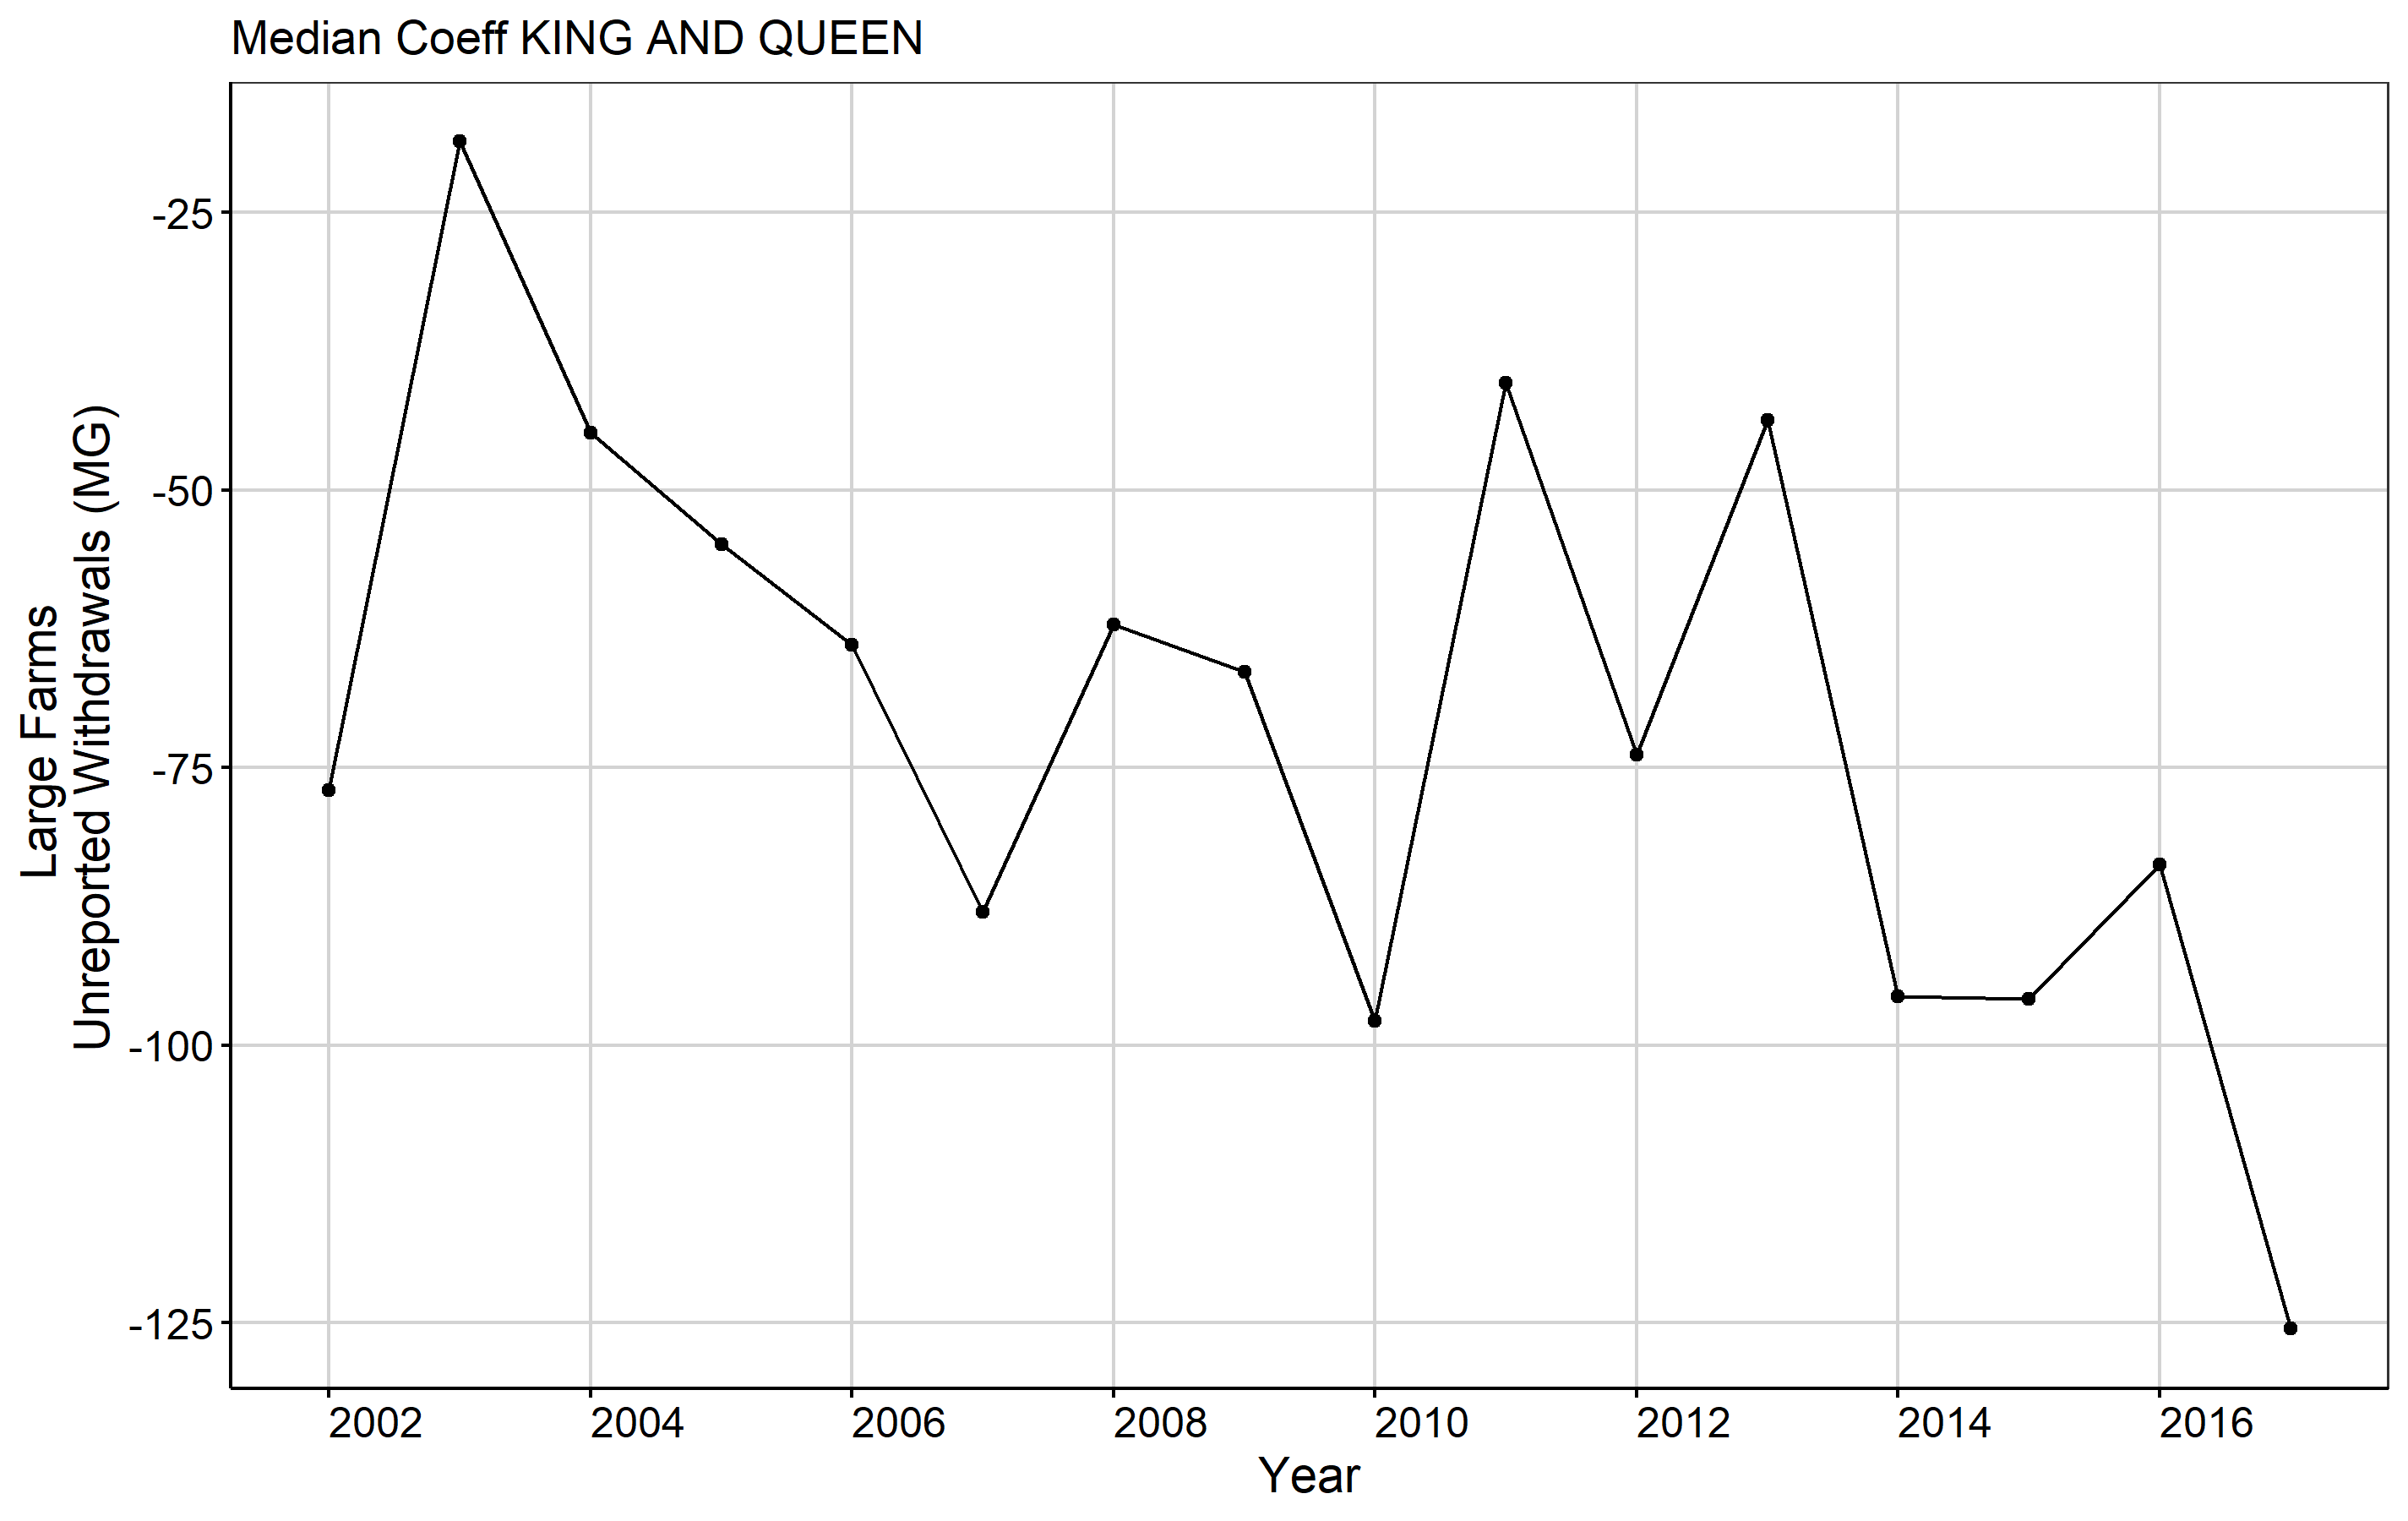 Median Coeff KING AND QUEEN
Large Farms
Unreported Withdrawals (MG)
-25
-50
-75
-100
-125
2002 2004 2006 2008 2010 2012 2014 2016
Year